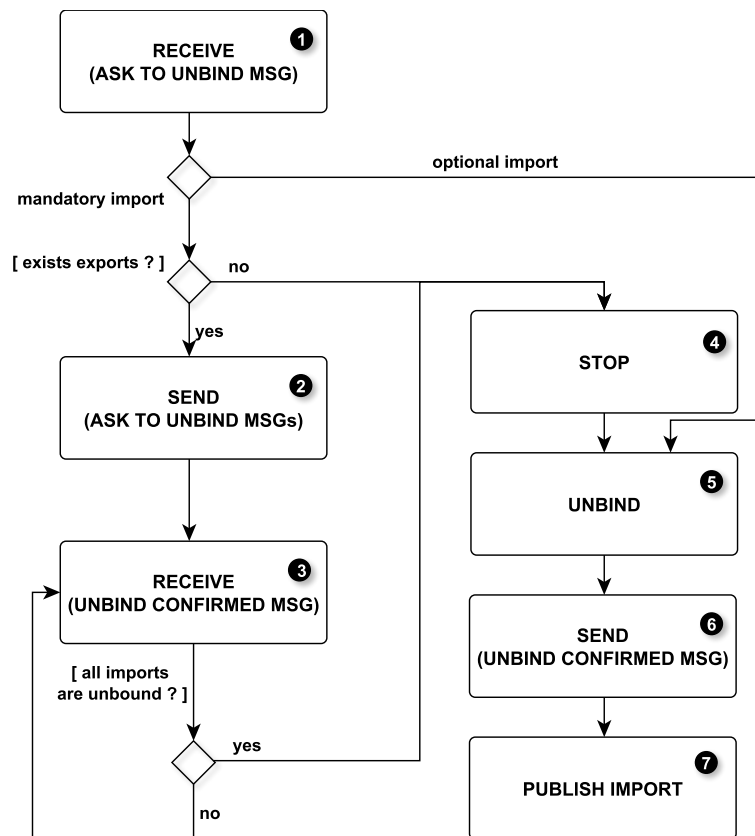 1
RECEIVE
(ASK TO UNBIND MSG)
optional import
mandatory import
[ exists exports ? ]
no
yes
2
SEND
(ASK TO UNBIND MSGs)
3
RECEIVE
(UNBIND CONFIRMED MSG)
[ all imports
are unbound ? ]
yes
no
4
STOP
5
UNBIND
6
SEND
(UNBIND CONFIRMED MSG)
7
PUBLISH IMPORT